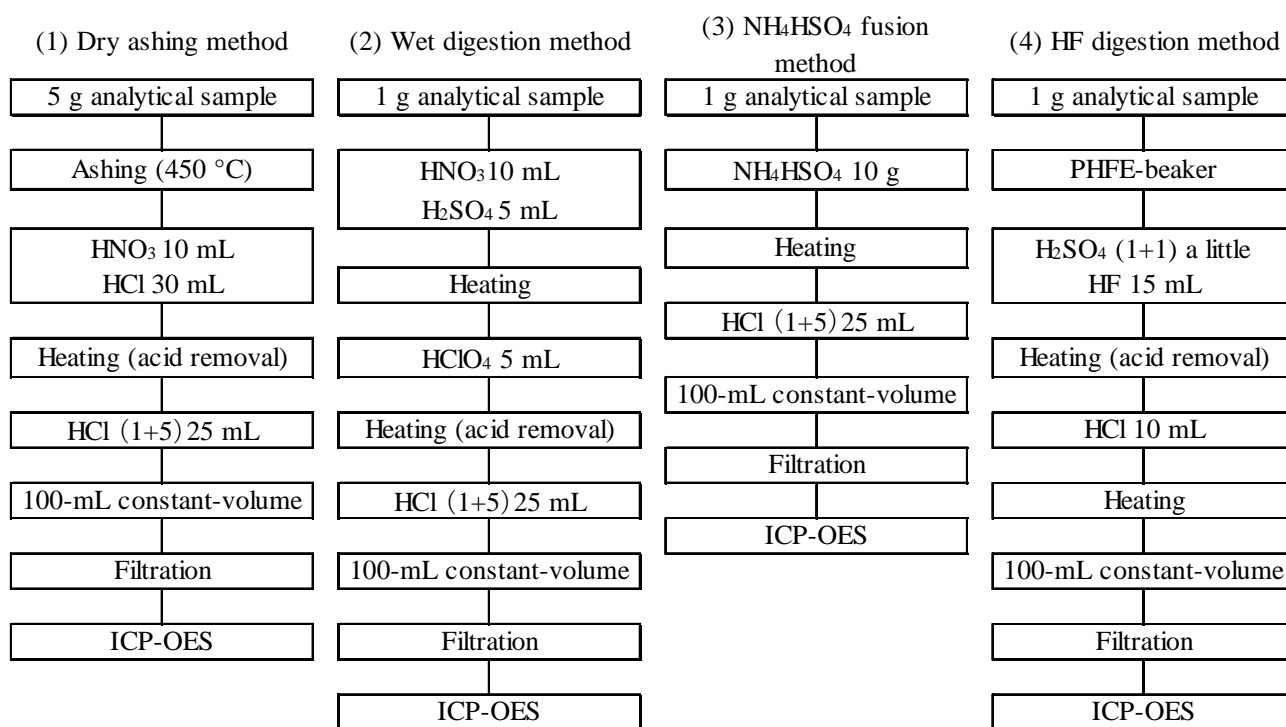 (1) Dry ashing method
5 g analytical sample
Ashing (450 °C)
HNO₃ 10 mL
HCl 30 mL
Heating (acid removal)
HCl (1+5) 25 mL
100-mL constant-volume
Filtration
ICP-OES
(2) Wet digestion method
1 g analytical sample
HNO₃ 10 mL
H₂SO₄ 5 mL
Heating
HClO₄ 5 mL
Heating (acid removal)
HCl (1+5) 25 mL
100-mL constant-volume
Filtration
ICP-OES
(3) NH₄HSO₄ fusion
method
1 g analytical sample
NH₄HSO₄ 10 g
Heating
HCl (1+5) 25 mL
100-mL constant-volume
Filtration
ICP-OES
(4) HF digestion method
1 g analytical sample
PHFE-beaker
H₂SO₄ (1+1) a little
HF 15 mL
Heating (acid removal)
HCl 10 mL
Heating
100-mL constant-volume
Filtration
ICP-OES